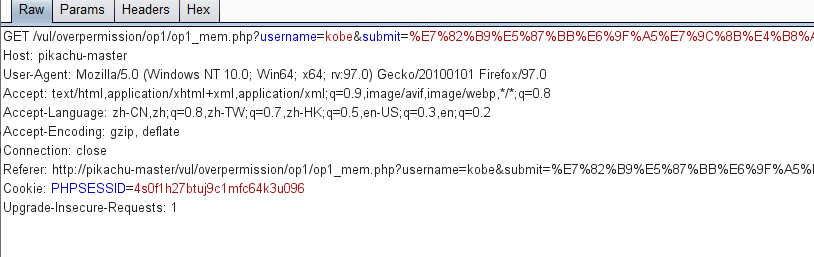 Raw Params Headers Hex
GET /vul/overpermission/op1/op1_mem.php?username=kobe&submit=%E7%82%B9%E5%87%BB%E6%9F%A5%E7%9C%8B%E4%B8%A
Host: pikachu-master
User-Agent: Mozilla/5.0 (Windows NT 10.0; Win64; x64; rv:97.0) Gecko/20100101 Firefox/97.0
Accept: text/html,application/xhtml+xml,application/xml;q=0.9,image/avif,image/webp,*/*;q=0.8
Accept-Language: zh-CN,zh;q=0.8,zh-TW;q=0.7,zh-HK;q=0.5,en-US;q=0.3,en;q=0.2
Accept-Encoding: gzip, deflate
Connection: close
Referer: http://pikachu-master/vul/overpermission/op1/op1_mem.php?username=kobe&submit=%E7%82%B9%E5%87%BB%E6%9F%A5%
Cookie: PHPSESSID=4s0f1h27btuj9c1mfc64k3u096
Upgrade-Insecure-Requests: 1